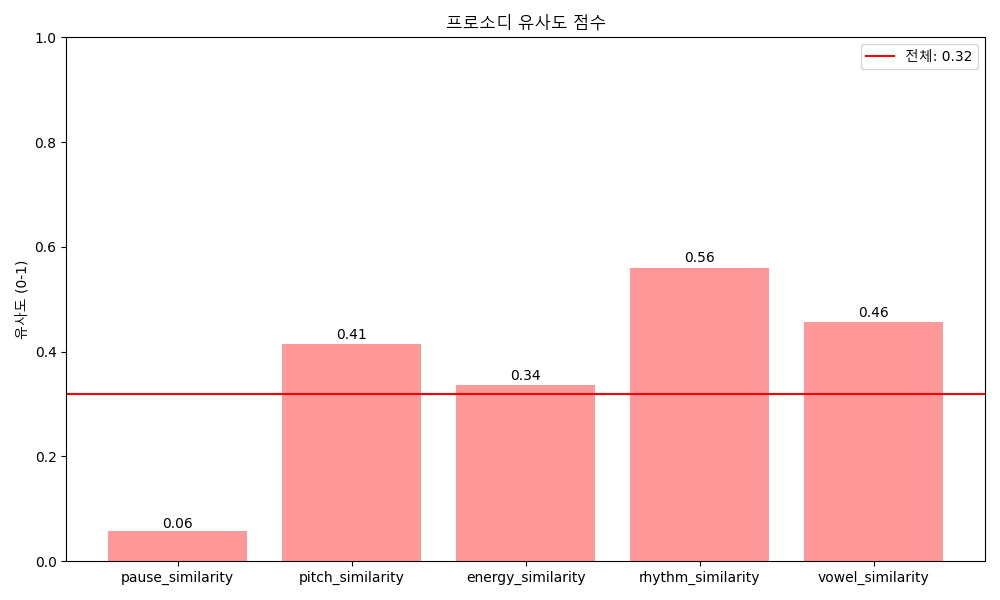 프로소디 유사도 점수
전체: 0.32
유사도 (0-1)
1.0
0.8
0.6
0.4
0.2
0.0
0.06
0.41
0.34
0.56
0.46
pause_similarity
pitch_similarity
energy_similarity
rhythm_similarity
vowel_similarity